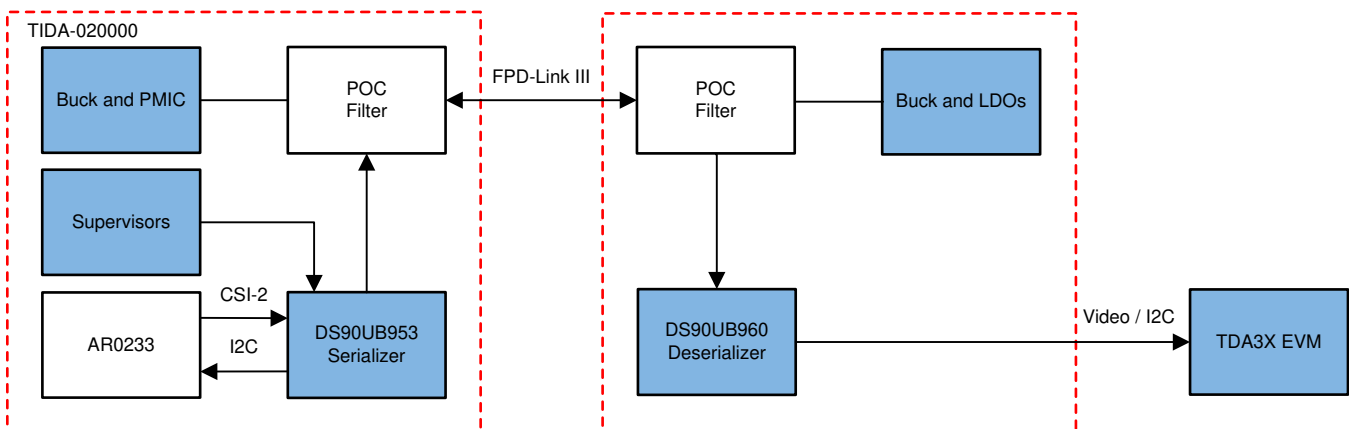 TIDA-020000
Buck and PMIC
POC
Filter
FPD-Link III
POC
Filter
Buck and LDOs
Supervisors
CSI-2
AR0233
I2C
DS90UB953
Serializer
DS90UB960
Deserializer
Video / I2C
TDA3X EVM